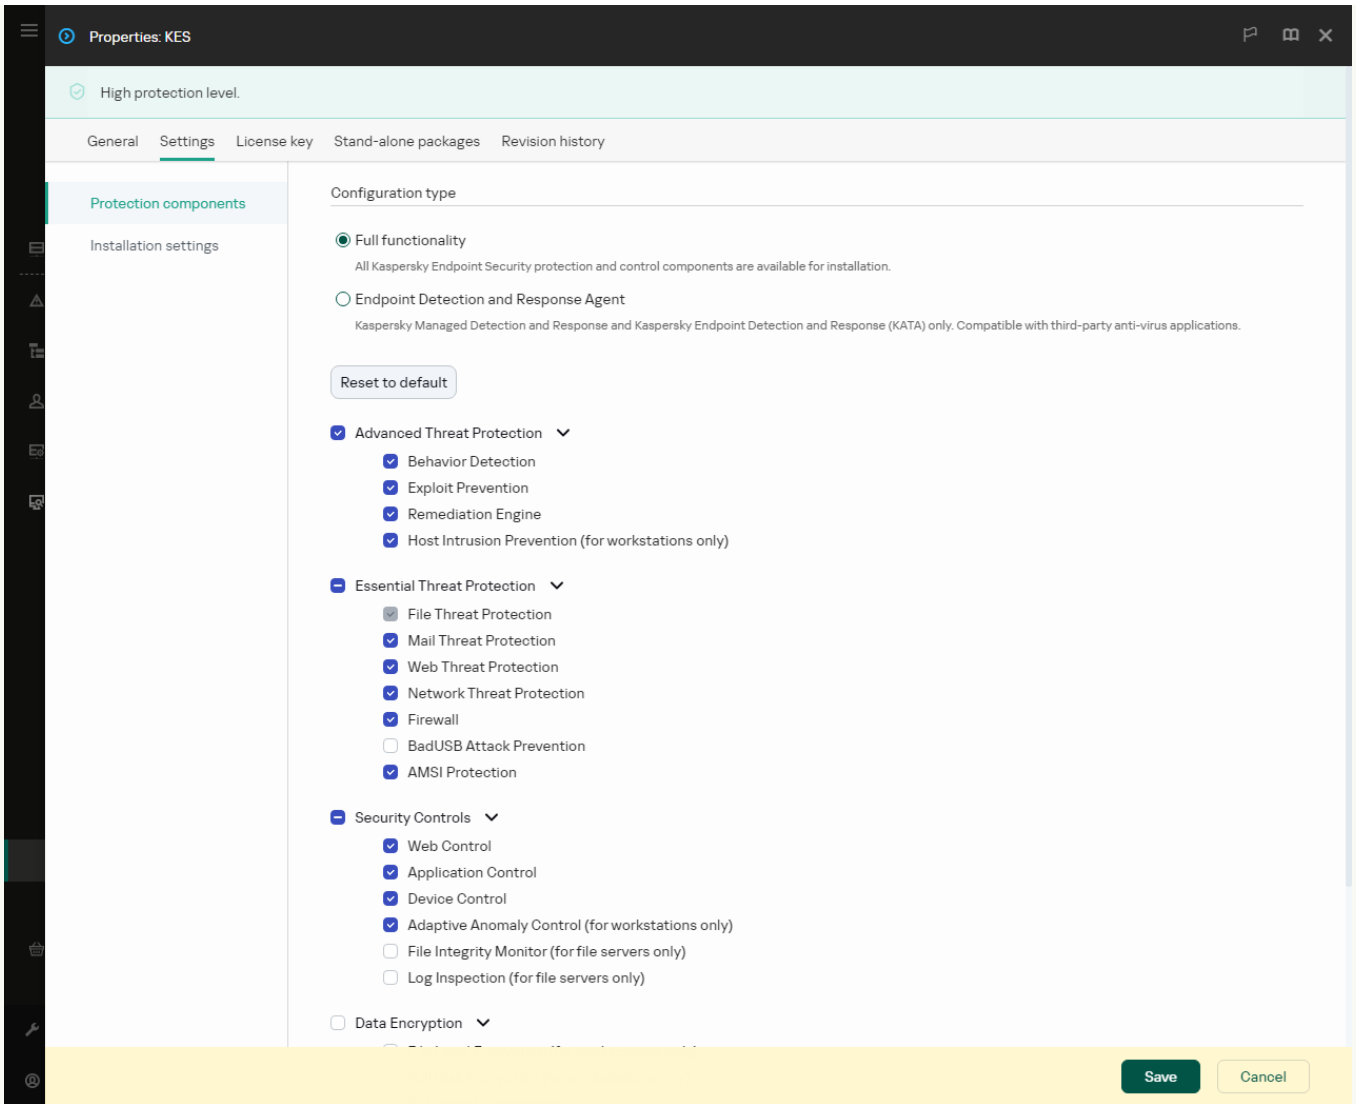 Properties: KES
High protection level.
General Settings License key Stand-alone packages Revision history
Protection components
Installation settings
Configuration type
Full functionality
All Kaspersky Endpoint Security protection and control components are available for installation.
Endpoint Detection and Response Agent
Kaspersky Managed Detection and Response and Kaspersky Endpoint Detection and Response (KATA) only. Compatible with third-party anti-virus applications.
Reset to default
Advanced Threat Protection
Behavior Detection
Exploit Prevention
Remediation Engine
Host Intrusion Prevention (for workstations only)
Essential Threat Protection
File Threat Protection
Mail Threat Protection
Web Threat Protection
Network Threat Protection
Firewall
BadUSB Attack Prevention
AMSI Protection
Security Controls
Web Control
Application Control
Device Control
Adaptive Anomaly Control (for workstations only)
File Integrity Monitor (for file servers only)
Log Inspection (for file servers only)
Data Encryption
Save
Cancel